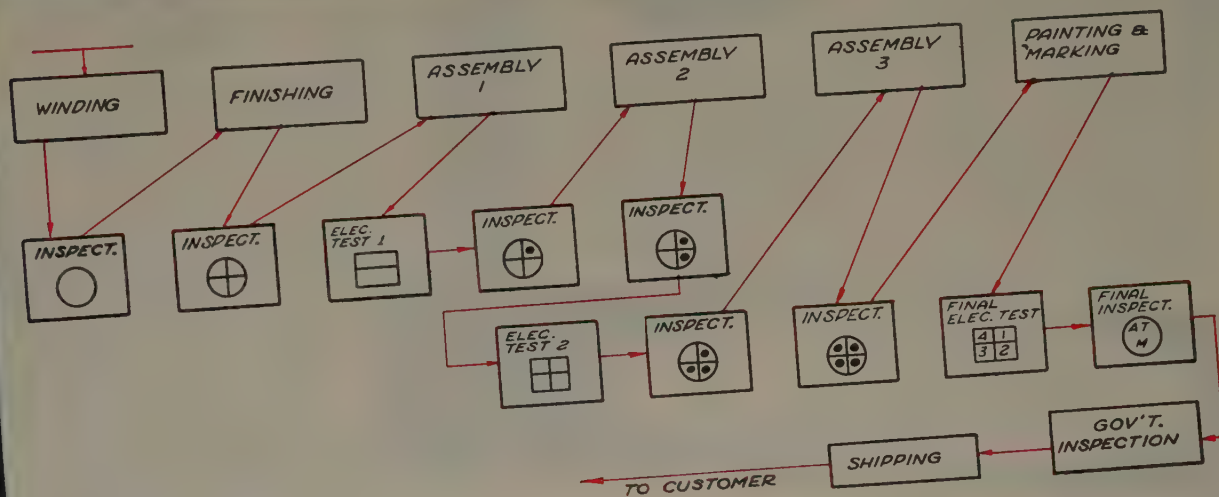 WINDING
FINISHING
ASSEMBLY
1
ASSEMBLY
2
ASSEMBLY
3
PAINTING &
MARKING
INSPECT.
INSPECT.
ELEC.
TEST 1
INSPECT.
INSPECT.
ELEC.
TEST 2
INSPECT.
INSPECT.
FINAL
ELEC. TEST
4 1
3 2
FINAL
INSPECT.
AT
M
GOV'T.
INSPECTION
SHIPPING
TO CUSTOMER